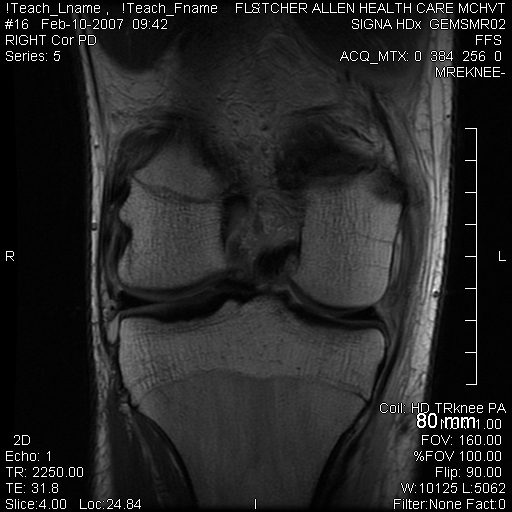 !Teach_Lname , !Teach_Fname FLSTCHER ALLEN HEALTH CARE MCHVT
#16 Feb-10-2007 09:42 SIGNA HDx GEMSMR02
RIGHT Cor PD FFS
Series: 5 ACQ_MTX: 0 384 256 0
MREKNEE-
R L
Coil: HD TRknee PA
80 mm 1.00
2D FOV: 160.00
Echo: 1 %FOV 100.00
TR: 2250.00 Flip: 90.00
TE: 31.8 W:10125 L:5062
Slice:4.00 Loc:24.84 I Filter:None Fact:0